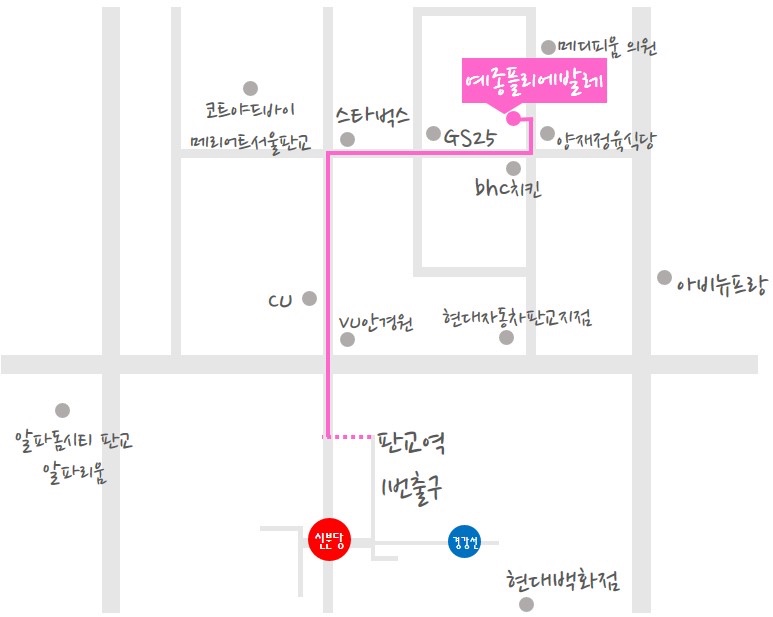 메디피움 의원
예종플리에발레
코트야드바이
메리어트서울판교
스타벅스
GS25
양재정육식당
bhc치킨
아비뉴프랑
CU
VU안경원
현대자동차판교지점
알파돔시티 판교
알파리움
판교역
1번출구
신분당
경강선
현대백화점